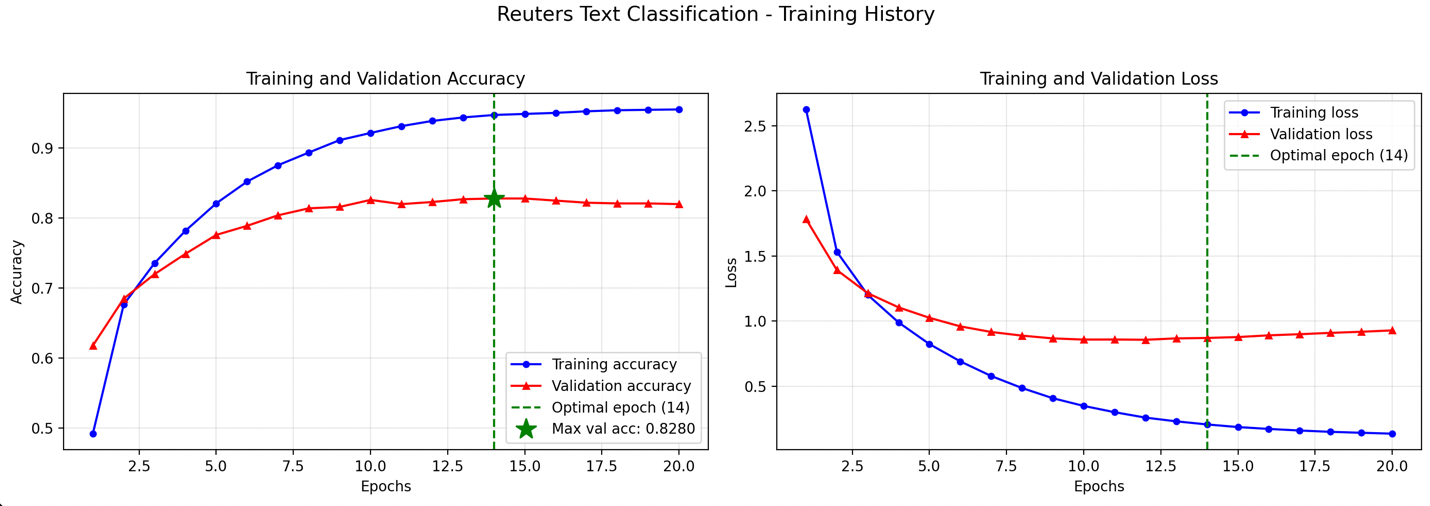 Reuters Text Classification - Training History
Training and Validation Accuracy
Accuracy
0.9
0.8
0.7
0.6
0.5
2.5 5.0 7.5 10.0 12.5 15.0 17.5 20.0
Epochs
Training accuracy
Validation accuracy
Optimal epoch (14)
Max val acc: 0.8280
Training and Validation Loss
Loss
2.5
2.0
1.5
1.0
0.5
2.5 5.0 7.5 10.0 12.5 15.0 17.5 20.0
Epochs
Training loss
Validation loss
Optimal epoch (14)